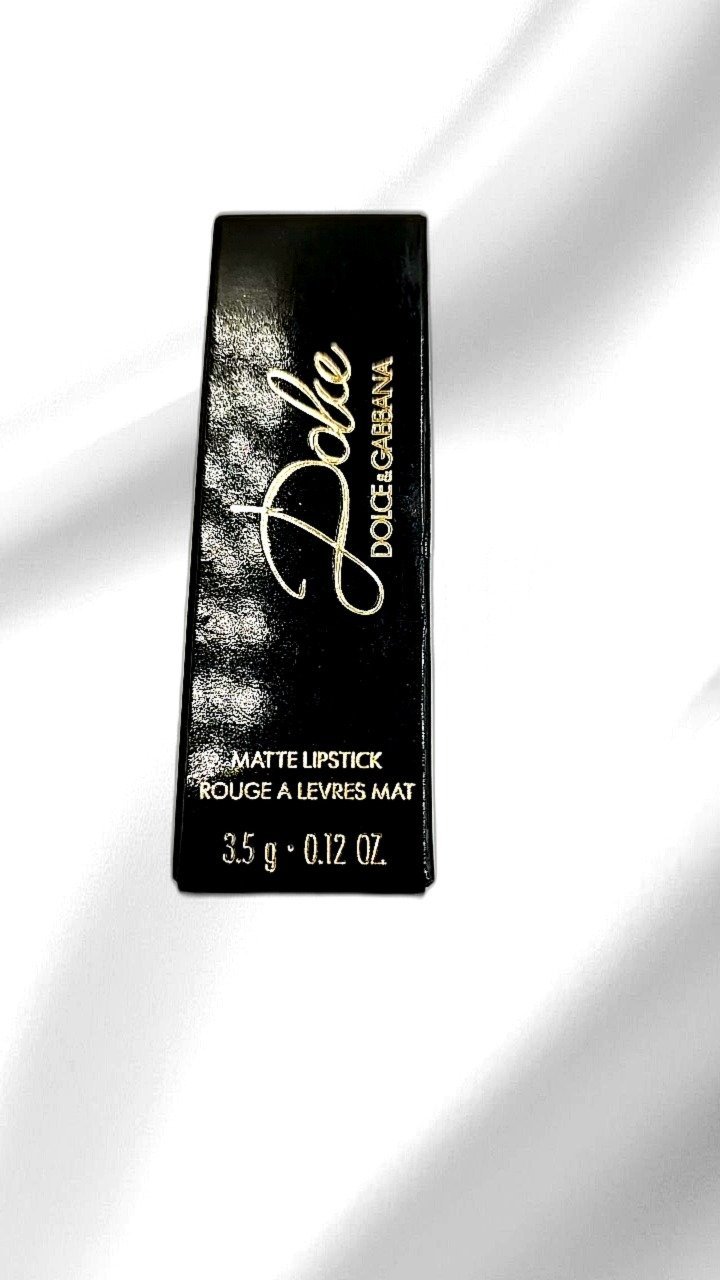 Dolce
DOLCE & GABBANA
MATTE LIPSTICK
ROUGE A LEVRES MAT
3.5 g · 0.12 OZ.